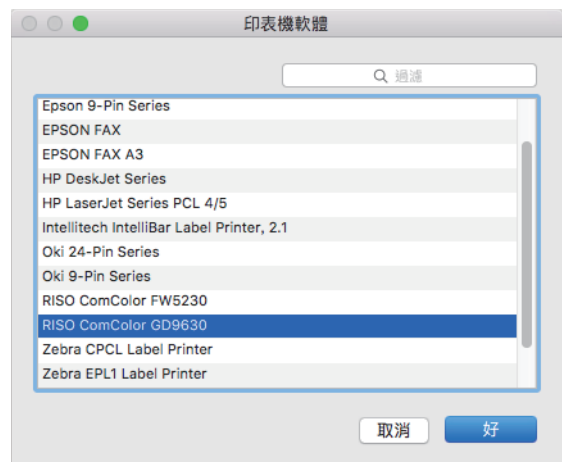 印表機軟體
過濾
Epson 9-Pin Series
EPSON FAX
EPSON FAX A3
HP DeskJet Series
HP LaserJet Series PCL 4/5
Intellitech IntelliBar Label Printer, 2.1
Oki 24-Pin Series
Oki 9-Pin Series
RISO ComColor FW5230
RISO ComColor GD9630
Zebra CPCL Label Printer
Zebra EPL1 Label Printer
取消
好